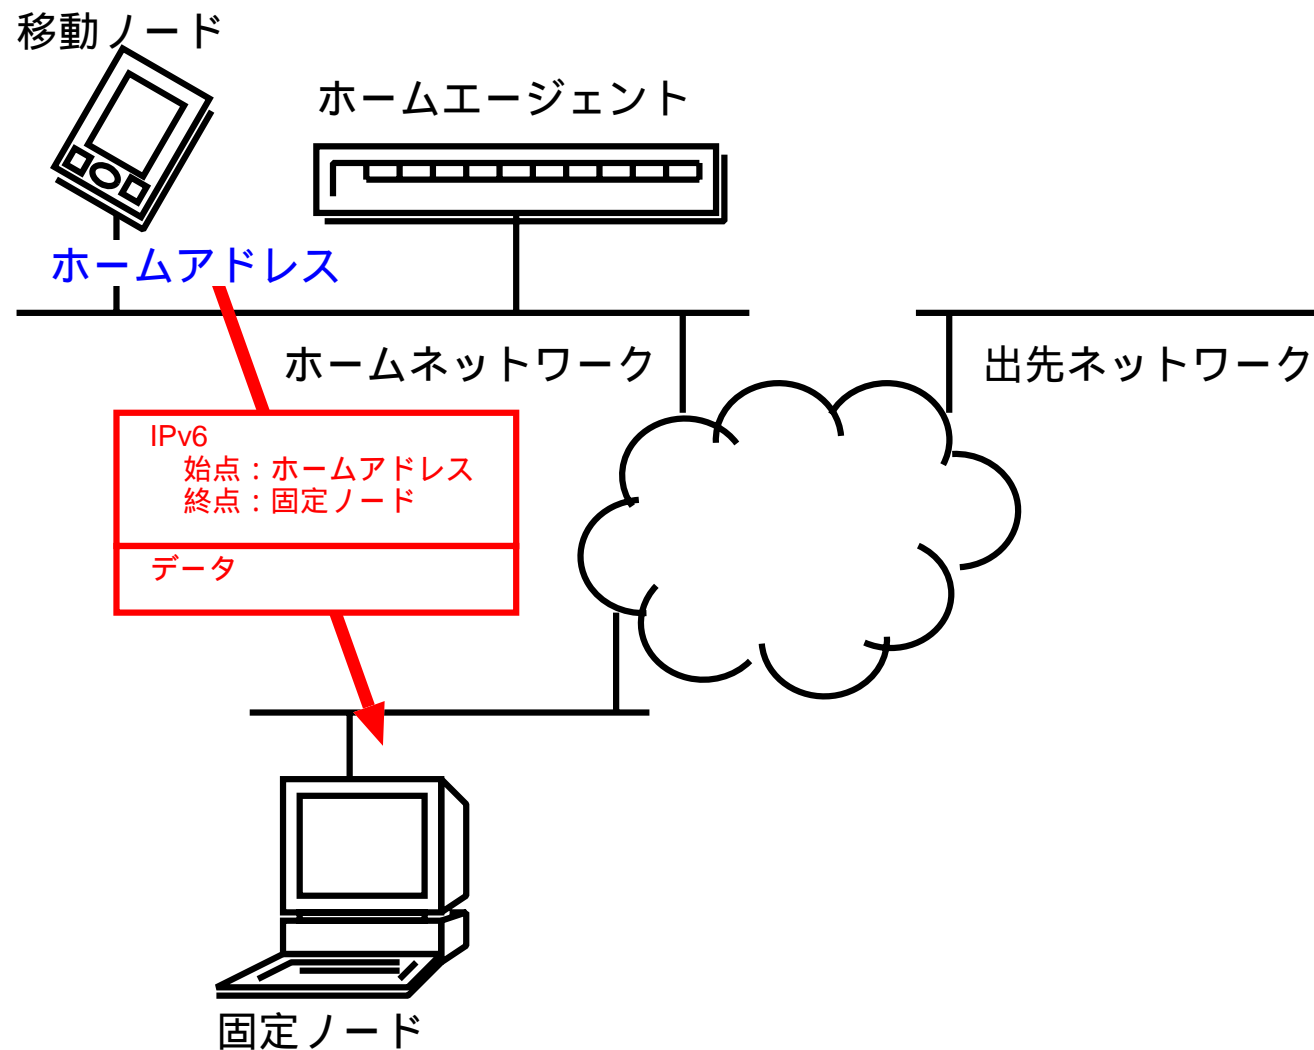 移動ノード
ホームエージェント
ホームアドレス
ホームネットワーク
出先ネットワーク
IPv6
始点：ホームアドレス
終点：固定ノード
データ
固定ノード